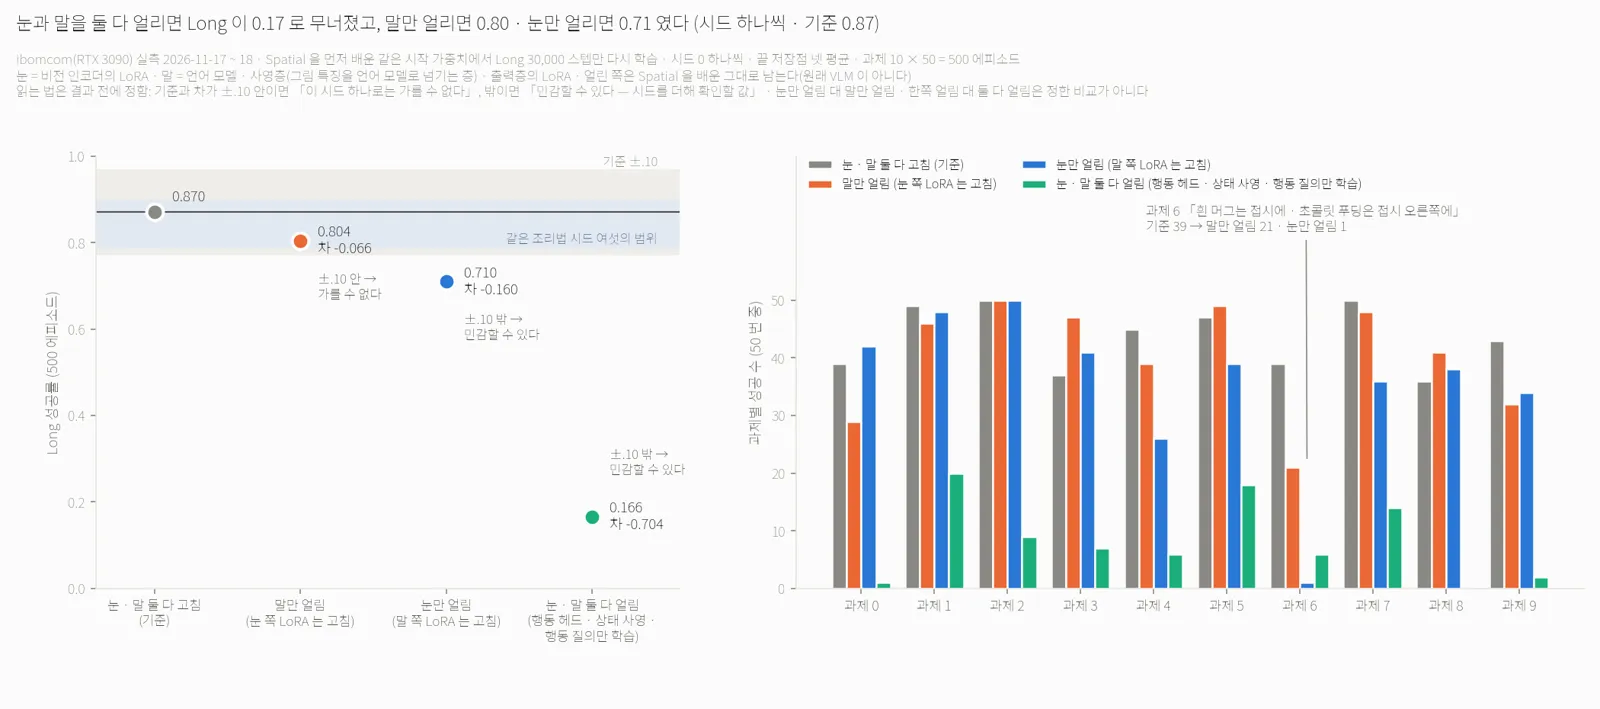 눈과 말을 둘 다 얼리면 Long 이 0.17 로 무너졌고, 말만 얼리면 0.80 · 눈만 얼리면 0.71 였다 (시드 하나씩 · 기준 0.87)
ibomcom(RTX 3090) 실측 2026-11-17 ~ 18 · Spatial 을 먼저 배운 같은 시작 가중치에서 Long 30,000 스텝만 다시 학습 · 시드 0 하나씩 · 끝 저장점 넷 평균 · 과제 10 × 50 = 500 에피소드
눈 = 비전 인코더의 LoRA · 말 = 언어 모델 · 사영층(그림 특징을 언어 모델로 넘기는 층) · 출력층의 LoRA · 얼린 쪽은 Spatial 을 배운 그대로 남는다(원래 VLM 이 아니다)
읽는 법은 결과 전에 정함: 기준과 차가 ±.10 안이면 「이 시드 하나로는 가를 수 없다」, 밖이면 「민감할 수 있다 — 시드를 더해 확인할 값」 · 눈만 얼림 대 말만 얼림 · 한쪽 얼림 대 둘 다 얼림은 정한 비교가 아니다
Long 성공률 (500 에피소드)
1.0
0.8
0.6
0.4
0.2
0.0
기준 ±.10
같은 조리법 시드 여섯의 범위
0.870
0.804
차 -0.066
±.10 안 →
가를 수 없다
0.710
차 -0.160
±.10 밖 →
민감할 수 있다
±.10 밖 →
민감할 수 있다
0.166
차 -0.704
눈 · 말 둘 다 고침
(기준)
말만 얼림
(눈 쪽 LoRA 는 고침)
눈만 얼림
(말 쪽 LoRA 는 고침)
눈 · 말 둘 다 얼림
(행동 헤드 · 상태 사영 ·
행동 질의만 학습)
눈 · 말 둘 다 고침 (기준)
말만 얼림 (눈 쪽 LoRA 는 고침)
눈만 얼림 (말 쪽 LoRA 는 고침)
눈 · 말 둘 다 얼림 (행동 헤드 · 상태 사영 · 행동 질의만 학습)
과제 6 「흰 머그는 접시에 · 초콜릿 푸딩은 접시 오른쪽에」
기준 39 → 말만 얼림 21 · 눈만 얼림 1
과제별 성공 수 (50 번 중)
50
40
30
20
10
0
과제 0
과제 1
과제 2
과제 3
과제 4
과제 5
과제 6
과제 7
과제 8
과제 9